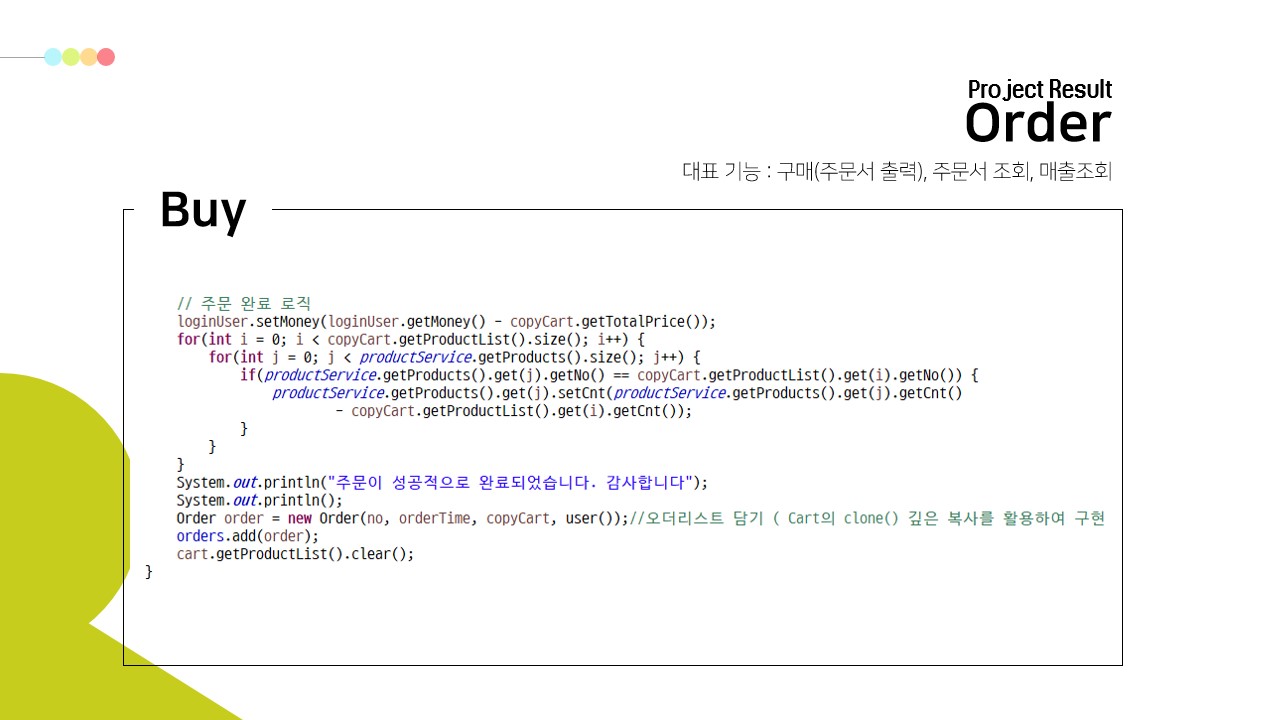 Project Result
Order
대표 기능 : 구매(주문서 출력), 주문서 조회, 매출조회
Buy
// 주문 완료 로직
loginUser.setMoney(loginUser.getMoney() - copyCart.getTotalPrice());
for(int i = 0; i < copyCart.getProductList().size(); i++) {
for(int j = 0; j < productService.getProducts().size(); j++) {
if(productService.getProducts().get(j).getNo() == copyCart.getProductList().get(i).getNo()) {
productService.getProducts().get(j).setCnt(productService.getProducts().get(j).getCnt()
- copyCart.getProductList().get(i).getCnt());
}
}
}
System.out.println("주문이 성공적으로 완료되었습니다. 감사합니다");
System.out.println();
Order order = new Order(no, orderTime, copyCart, user());//오더리스트 담기 ( Cart의 clone() 깊은 복사를 활용하여 구현
orders.add(order);
cart.getProductList().clear();
}